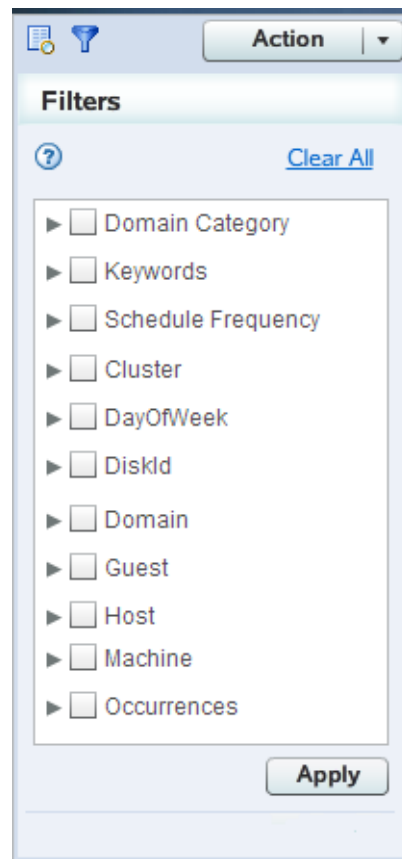 Action
Filters
Clear All
Domain Category
Keywords
Schedule Frequency
Cluster
DayOfWeek
DiskId
Domain
Guest
Host
Machine
Occurrences
Apply